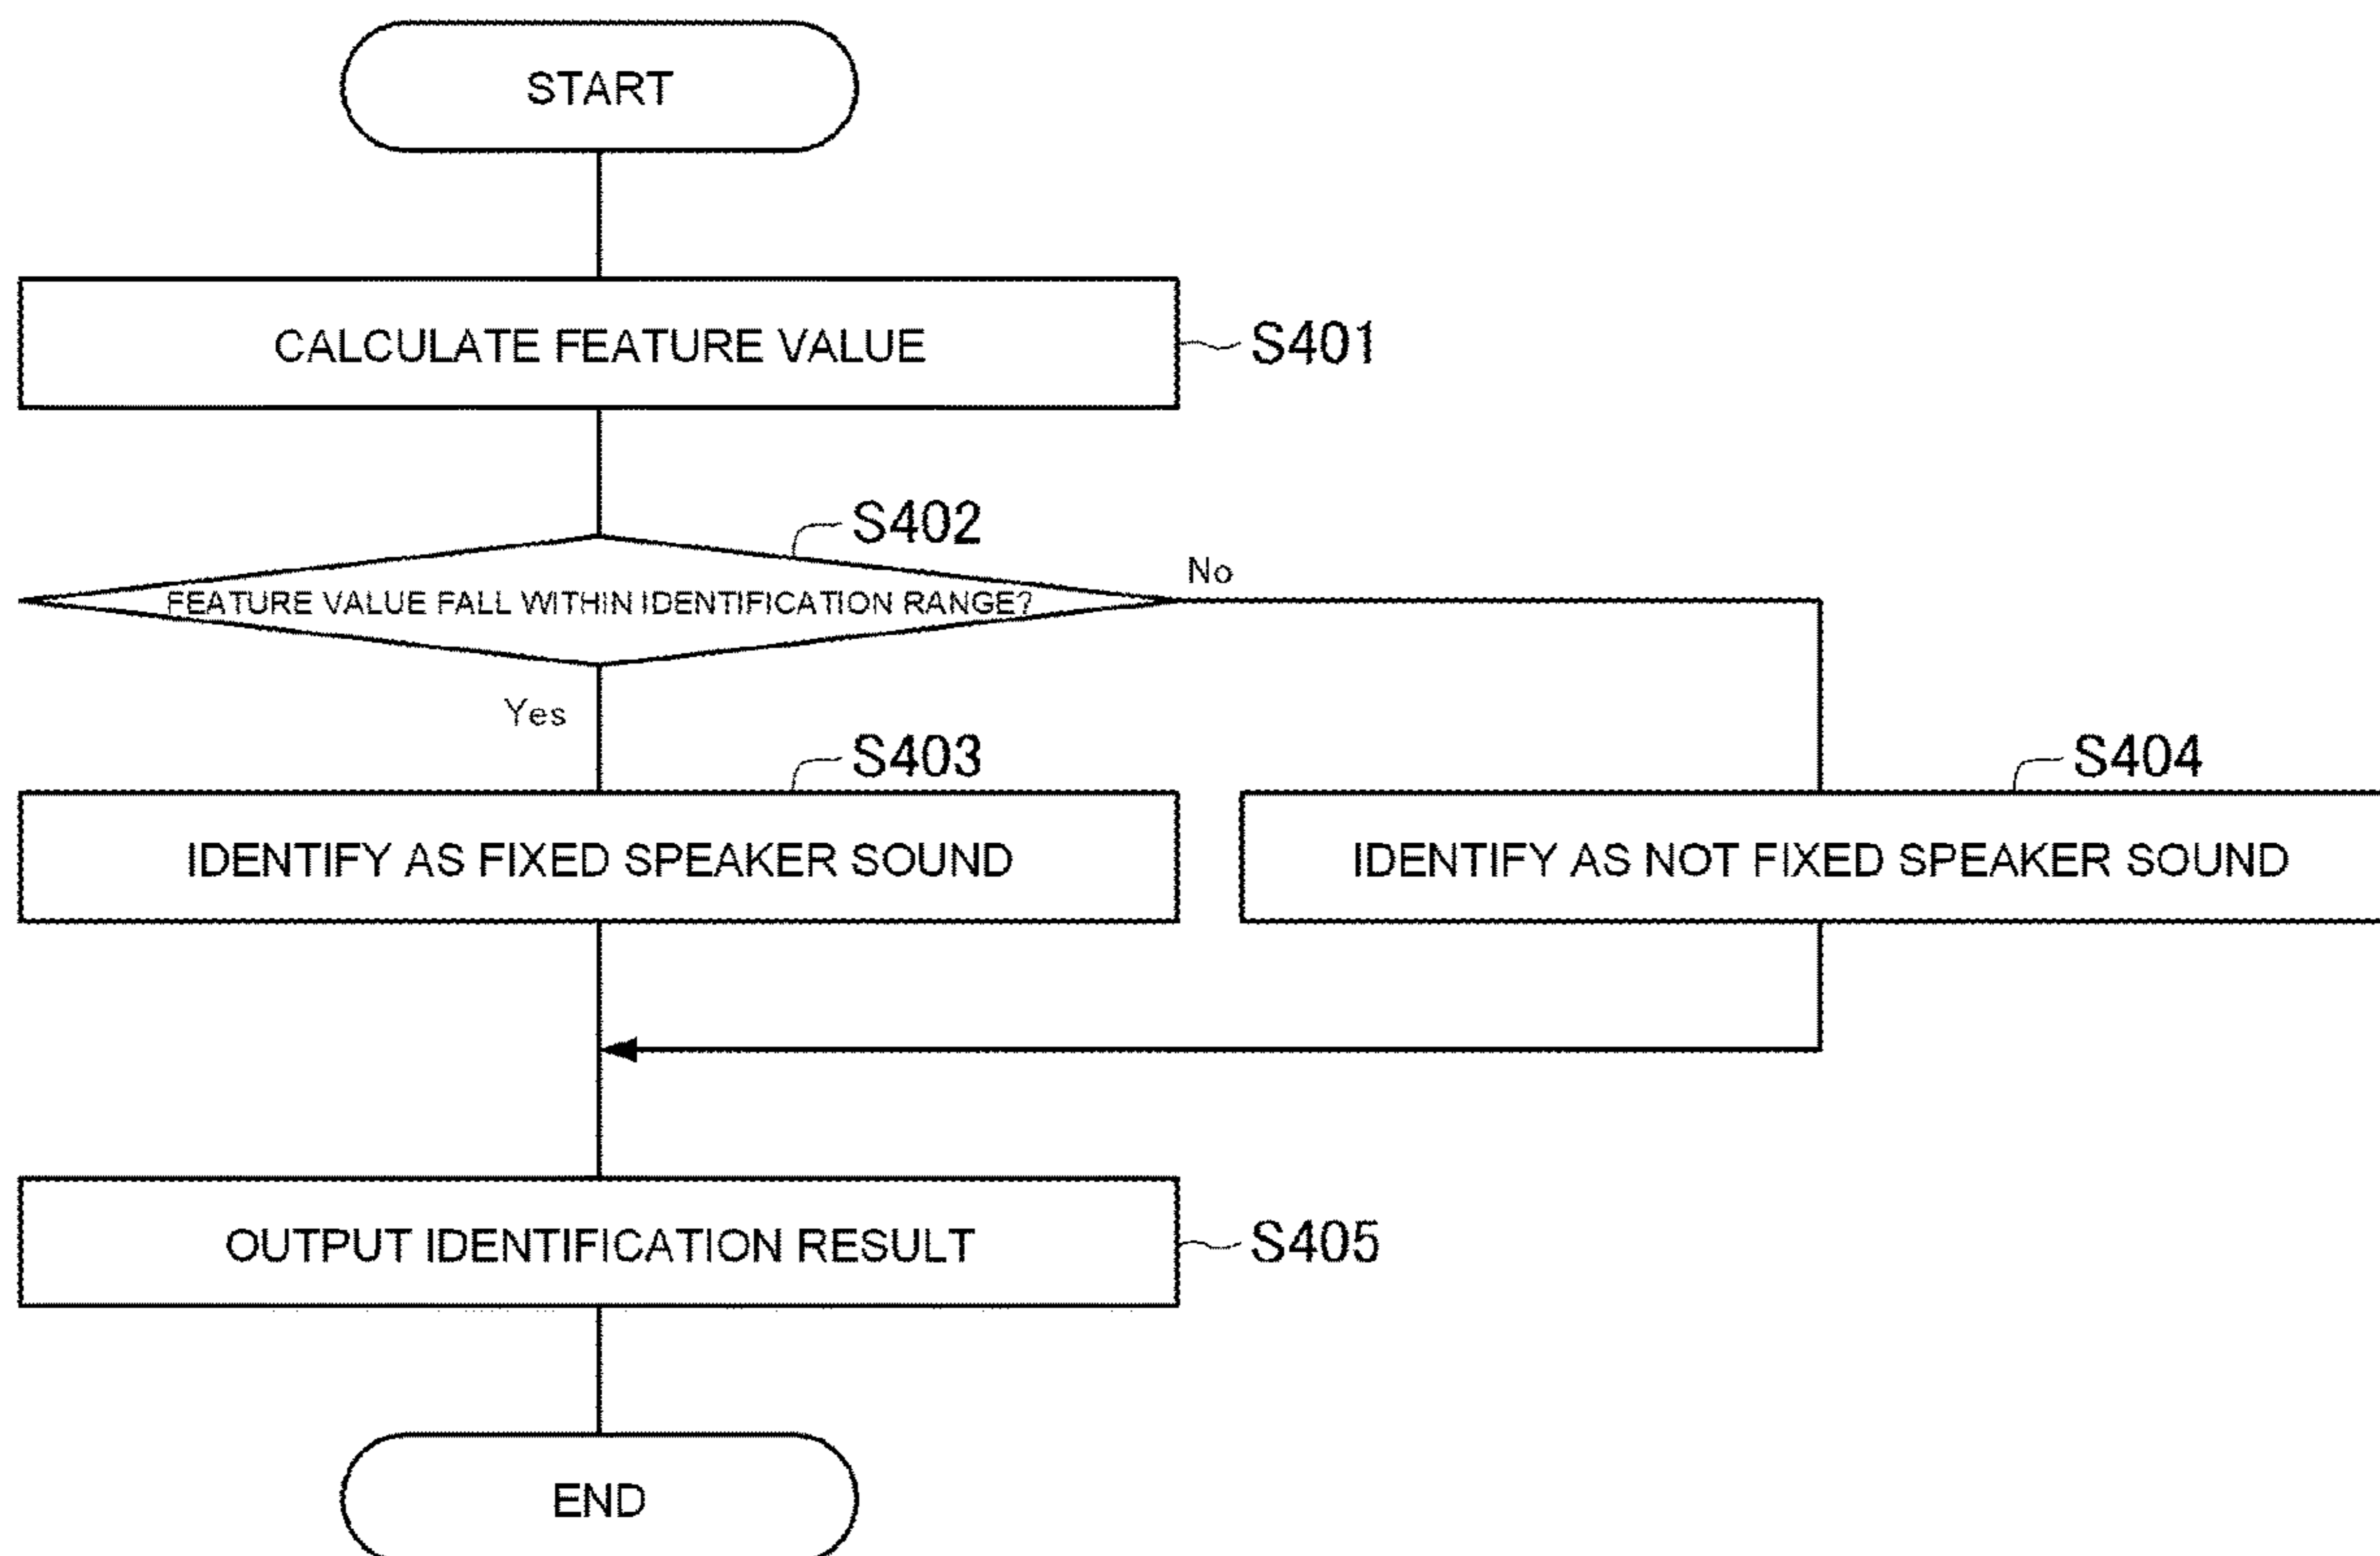 START
CALCULATE FEATURE VALUE
S401
S402
FEATURE VALUE FALL WITHIN IDENTIFICATION RANGE?
No
Yes
S403
S404
IDENTIFY AS FIXED SPEAKER SOUND
IDENTIFY AS NOT FIXED SPEAKER SOUND
OUTPUT IDENTIFICATION RESULT
S405
END